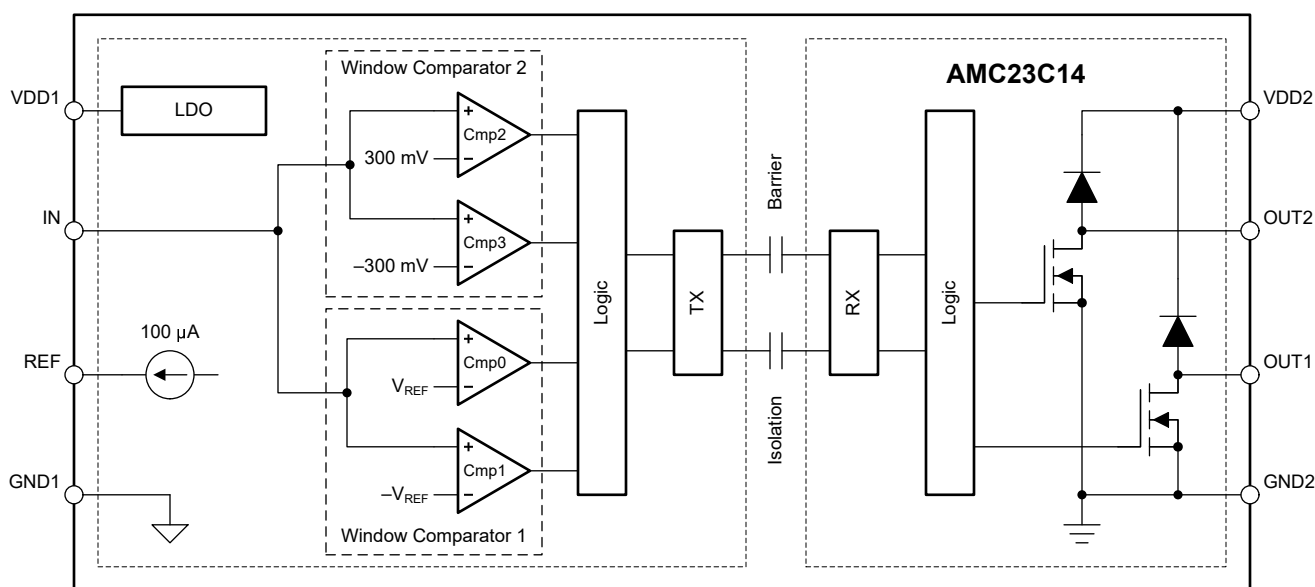 Window Comparator 2
AMC23C14
VDD1
LDO
+
Cmp2
300 mV
–
VDD2
Barrier
IN
+
Cmp3
–300 mV
–
OUT2
Logic
TX
RX
Logic
100 µA
REF
+
Cmp0
VREF
–
OUT1
Isolation
+
Cmp1
–VREF
–
GND1
GND2
Window Comparator 1